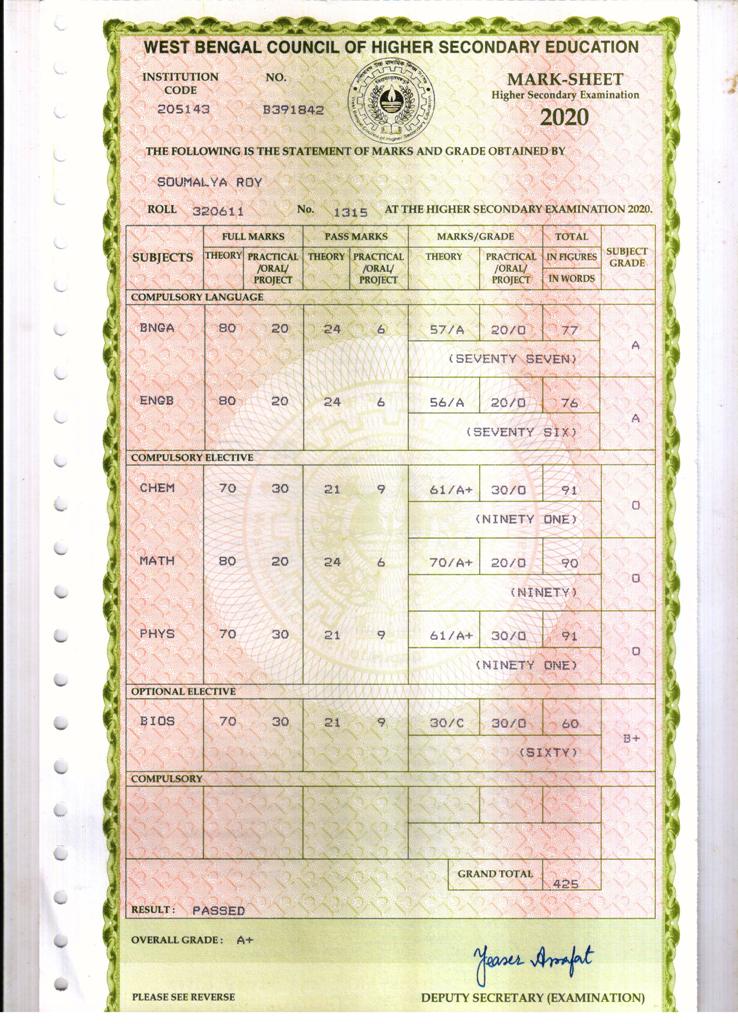 WEST BENGAL COUNCIL OF HIGHER SECONDARY EDUCATION
INSTITUTION CODE NO. MARK-SHEET
Higher Secondary Examination
205143 B391842 2020
THE FOLLOWING IS THE STATEMENT OF MARKS AND GRADE OBTAINED BY
SOUMALYA ROY
ROLL 320611 No. 1315 AT THE HIGHER SECONDARY EXAMINATION 2020.
SUBJECTS FULL MARKS PASS MARKS MARKS/GRADE TOTAL SUBJECT GRADE
THEORY PRACTICAL /ORAL/ PROJECT THEORY PRACTICAL /ORAL/ PROJECT THEORY PRACTICAL /ORAL/ PROJECT IN FIGURES
IN WORDS
COMPULSORY LANGUAGE
BNGA 80 20 24 6 57/A 20/O 77 A
(SEVENTY SEVEN)
ENGB 80 20 24 6 56/A 20/O 76 A
(SEVENTY SIX)
COMPULSORY ELECTIVE
CHEM 70 30 21 9 61/A+ 30/O 91 O
(NINETY ONE)
MATH 80 20 24 6 70/A+ 20/O 90 O
(NINETY)
PHYS 70 30 21 9 61/A+ 30/O 91 O
(NINETY ONE)
OPTIONAL ELECTIVE
BIOS 70 30 21 9 30/C 30/O 60 B+
(SIXTY)
COMPULSORY
GRAND TOTAL 425
RESULT : PASSED
OVERALL GRADE : A+
Yeaser Arrafat
PLEASE SEE REVERSE DEPUTY SECRETARY (EXAMINATION)